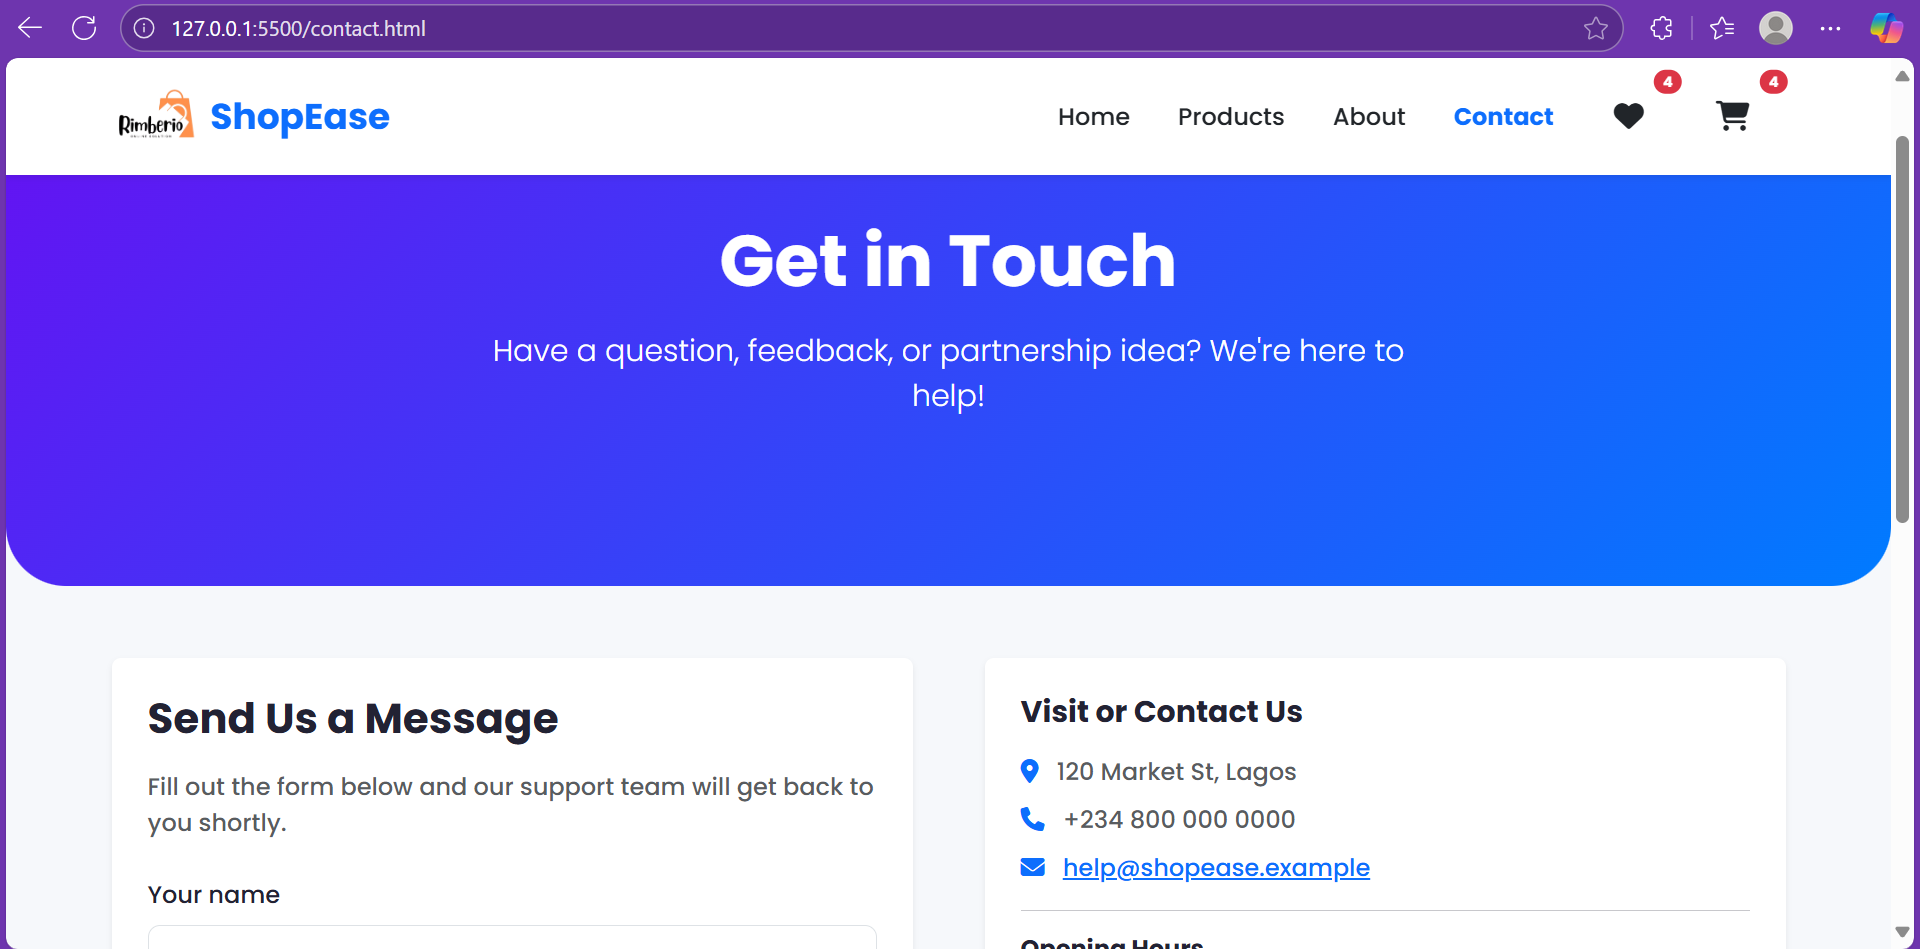 127.0.0.1:5500/contact.html
Rimberio
ShopEase
Home
Products
About
Contact
4
4
Get in Touch
Have a question, feedback, or partnership idea? We're here to
help!
Send Us a Message
Fill out the form below and our support team will get back to
you shortly.
Your name
Visit or Contact Us
120 Market St, Lagos
+234 800 000 0000
help@shopease.example
Opening Hours